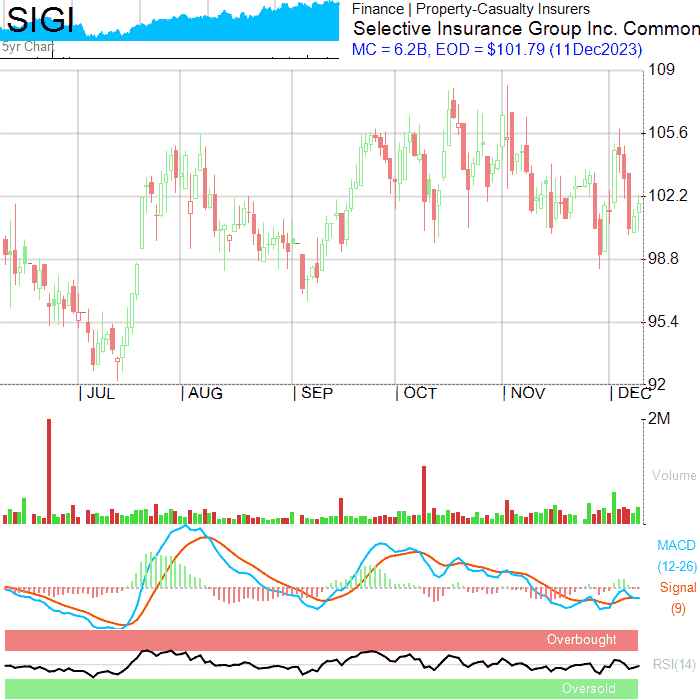 SIGI
5yr Chart
Finance | Property-Casualty Insurers
Selective Insurance Group Inc. Common
MC = 6.2B, EOD = $101.79 (11Dec2023)
109
105.6
102.2
98.8
95.4
92
JUL
AUG
SEP
OCT
NOV
DEC
2M
Volume
MACD
(12-26)
Signal
(9)
Overbought
RSI(14)
Oversold